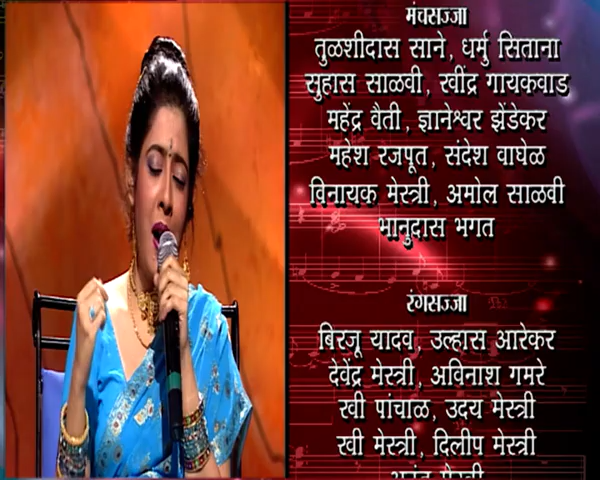 मंचसज्जा
तुळशीदास साने, धर्मु सिताना
सुहास साळवी, रवींद्र गायकवाड
महेंद्र वैती, ज्ञानेश्वर झेंडेकर
महेश रजपूत, संदेश वाघेळ
विनायक मेस्त्री, अमोल साळवी
भानुदास भगत
रंगसज्जा
बिरजू यादव, उल्हास आरेकर
देवेंद्र मेस्त्री, अविनाश गमरे
रवी पांचाळ, उदय मेस्त्री
रवी मेस्त्री, दिलीप मेस्त्री